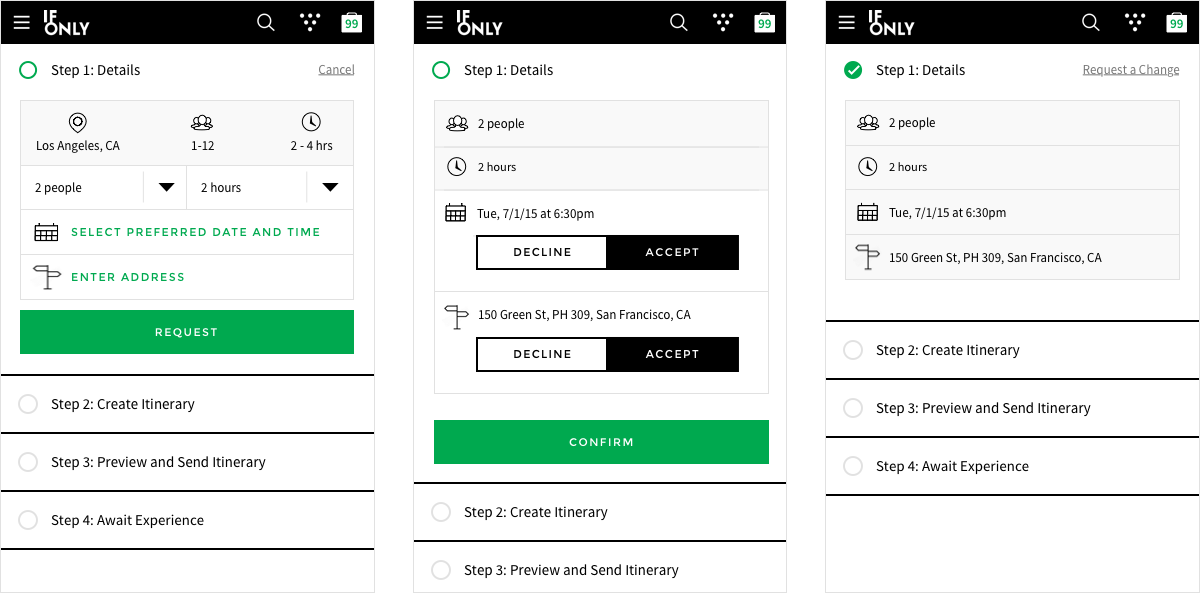 IF
ONLY
99
Step 1: Details
Cancel
Los Angeles, CA
1-12
2 - 4 hrs
2 people
2 hours
SELECT PREFERRED DATE AND TIME
ENTER ADDRESS
REQUEST
Step 2: Create Itinerary
Step 3: Preview and Send Itinerary
Step 4: Await Experience
IF
ONLY
99
Step 1: Details
2 people
2 hours
Tue, 7/1/15 at 6:30pm
DECLINE
ACCEPT
150 Green St, PH 309, San Francisco, CA
DECLINE
ACCEPT
CONFIRM
Step 2: Create Itinerary
Step 3: Preview and Send Itinerary
IF
ONLY
99
Step 1: Details
Request a Change
2 people
2 hours
Tue, 7/1/15 at 6:30pm
150 Green St, PH 309, San Francisco, CA
Step 2: Create Itinerary
Step 3: Preview and Send Itinerary
Step 4: Await Experience